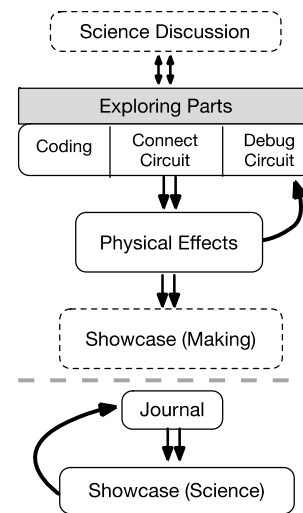 Science Discussion
Exploring Parts
Coding
Connect
Circuit
Debug
Circuit
Physical Effects
Showcase (Making)
Journal
Showcase (Science)